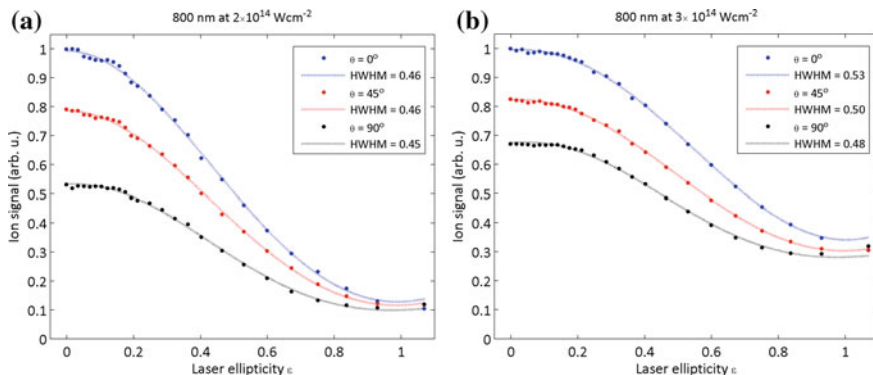 (a)
800 nm at 2×10¹⁴ Wcm⁻²
θ = 0°
HWHM = 0.46
θ = 45°
HWHM = 0.46
θ = 90°
HWHM = 0.45
Ion signal (arb. u.)
1
0.9
0.8
0.7
0.6
0.5
0.4
0.3
0.2
0.1
0
0 0.2 0.4 0.6 0.8 1
Laser ellipticity ε
(b)
800 nm at 3× 10¹⁴ Wcm⁻²
θ = 0°
HWHM = 0.53
θ = 45°
HWHM = 0.50
θ = 90°
HWHM = 0.48
Ion signal (arb. u.)
1
0.9
0.8
0.7
0.6
0.5
0.4
0.3
0.2
0.1
0
0 0.2 0.4 0.6 0.8 1
Laser ellipticity ε